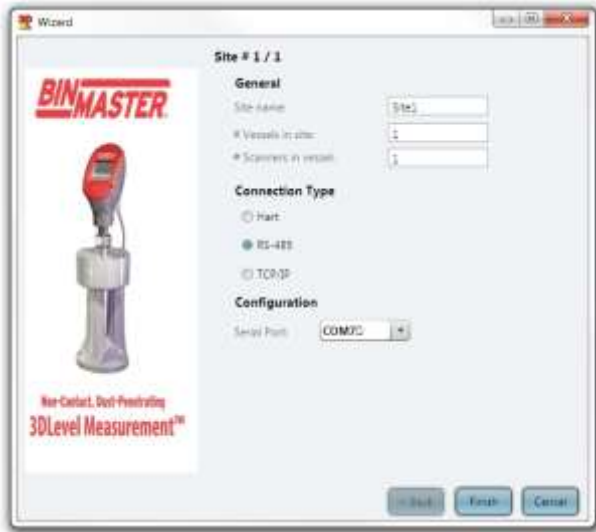 Wizard
Site # 1 / 1
BINMASTER
General
Site name
Site1
# Vessels in site:
1
# Scanners in vessel:
1
Connection Type
Hart
RS-485
TCP/IP
Configuration
Serial Port:
Non-Contact, Dust-Penetrating
3DLevel Measurement™
< Back
Finish
Cancel